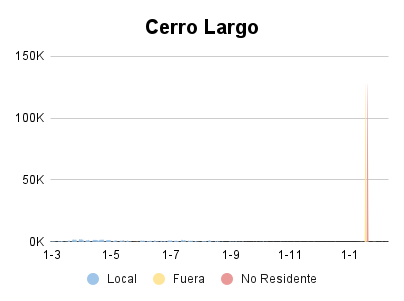 Cerro Largo
150K
100K
50K
0K
1-3 1-5 1-7 1-9 1-11 1-1
Local Fuera No Residente